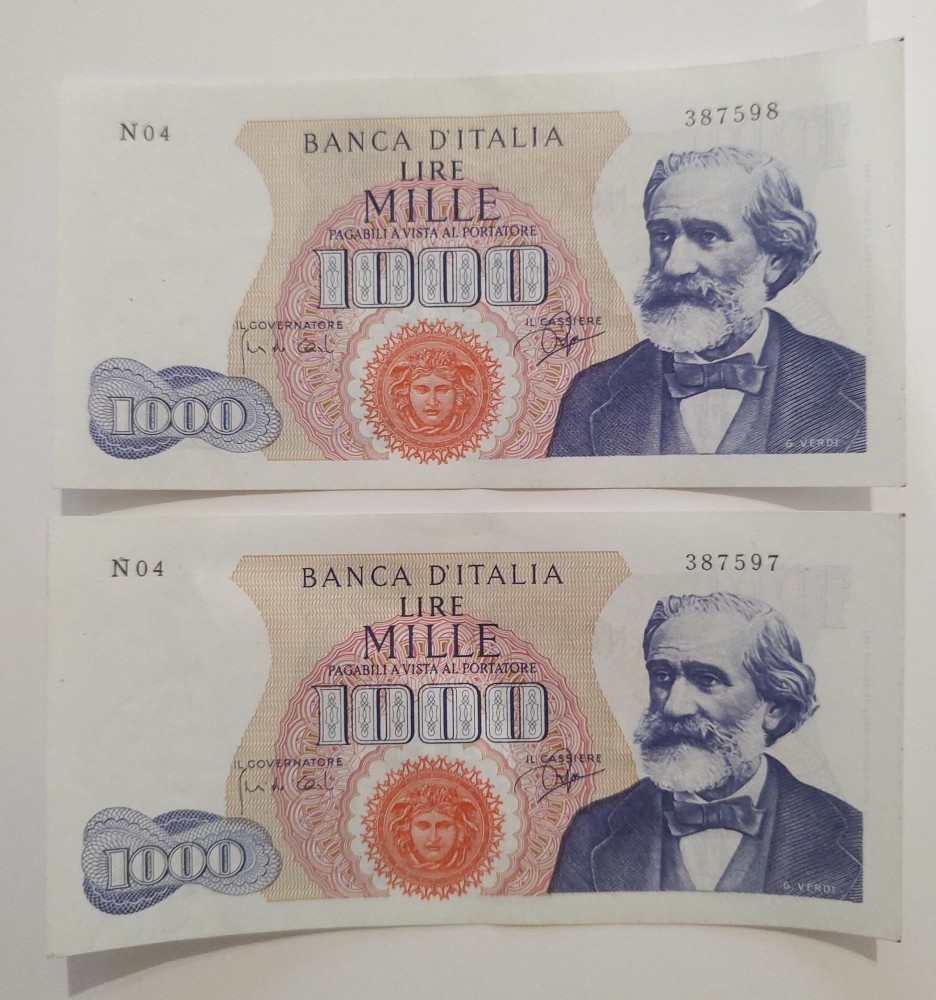 N04 387598
BANCA D'ITALIA
LIRE
MILLE
PAGABILI A VISTA AL PORTATORE
1000
IL GOVERNATORE IL CASSIERE
1000
G. VERDI
N04 387597
BANCA D'ITALIA
LIRE
MILLE
PAGABILI A VISTA AL PORTATORE
1000
IL GOVERNATORE IL CASSIERE
1000
G. VERDI